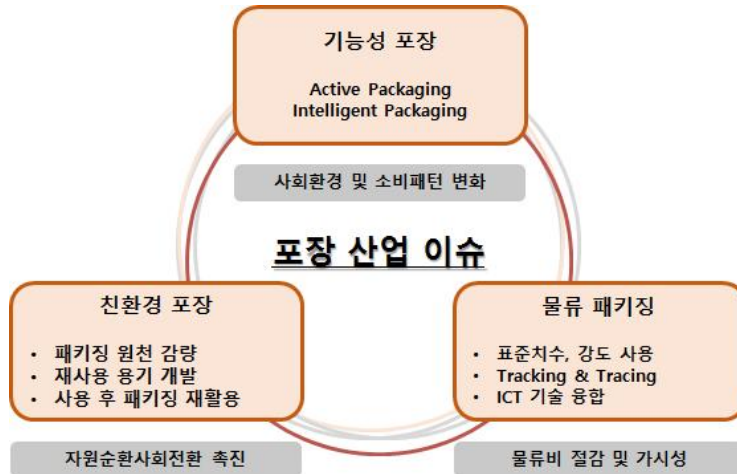 기능성 포장
Active Packaging
Intelligent Packaging
사회환경 및 소비패턴 변화
포장 산업 이슈
친환경 포장
• 패키징 원천 감량
• 재사용 용기 개발
• 사용 후 패키징 재활용
자원순환사회전환 촉진
물류 패키징
• 표준치수, 강도 사용
• Tracking & Tracing
• ICT 기술 융합
물류비 절감 및 가시성